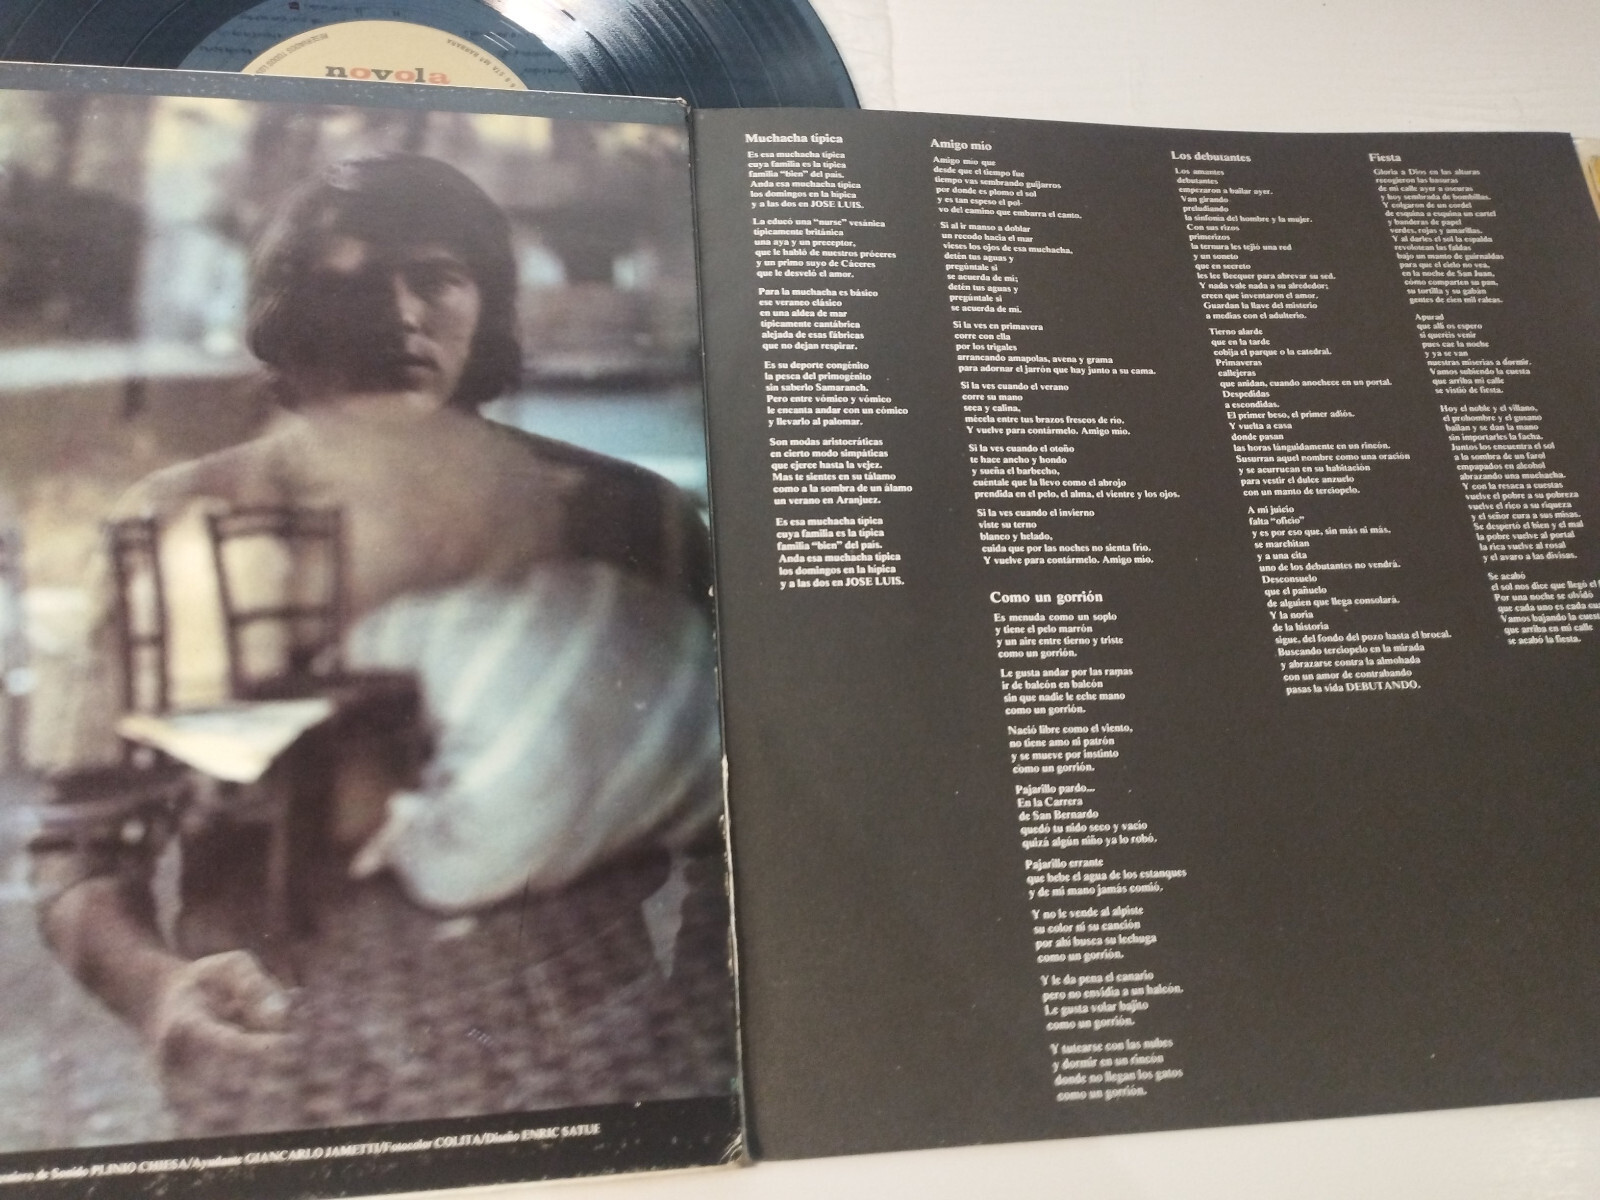 novola
RESERVADOS TODOS
Muchacha típica
Es esa muchacha típica
cuya familia es la típica
familia "bien" del país.
Anda esa muchacha típica
los domingos en la hípica
y a las dos en JOSE LUIS.
La educó una "nurse" vesánica
típicamente británica
una aya y un preceptor,
que le habló de nuestros próceres
y un primo suyo de Cáceres
que le desveló el amor.
Para la muchacha es básico
ese veraneo clásico
en una aldea de mar
típicamente cantábrica
alejada de esas fábricas
que no dejan respirar.
Es su deporte congénito
la pesca del primogénito
sin saberlo Samaranch.
Pero entre vómico y vómico
le encanta andar con un cómico
y llevarlo al palomar.
Son modas aristocráticas
en cierto modo simpáticas
que ejerce hasta la vejez.
Mas te sientes en su tálamo
como a la sombra de un álamo
un verano en Aranjuez.
Es esa muchacha típica
cuya familia es la típica
familia "bien" del país.
Anda esa muchacha típica
los domingos en la hípica
y a las dos en JOSE LUIS.
Amigo mío
Amigo mío que
desde que el tiempo fue
tiempo vas sembrando guijarros
por donde es plomo el sol
y es tan espeso el pol-
vo del camino que embarra el canto.
Si al ir manso a doblar
un recodo hacia el mar
vieses los ojos de esa muchacha,
detén tus aguas y
pregúntale si
se acuerda de mí;
detén tus aguas y
pregúntale si
se acuerda de mí.
Si la ves en primavera
corre con ella
por los trigales
arrancando amapolas, avena y grama
para adornar el jarrón que hay junto a su cama.
Si la ves cuando el verano
corre su mano
seca y calina,
mécela entre tus brazos frescos de río.
Y vuelve para contármelo. Amigo mío.
Si la ves cuando el otoño
te hace ancho y hondo
y sueña el barbecho,
cuéntale que la llevo como el abrojo
prendida en el pelo, el alma, el vientre y los ojos.
Si la ves cuando el invierno
viste su terno
blanco y helado,
cuida que por las noches no sienta frío.
Y vuelve para contármelo. Amigo mío.
Como un gorrión
Es menuda como un soplo
y tiene el pelo marrón
y un aire entre tierno y triste
como un gorrión.
Le gusta andar por las ramas
ir de balcón en balcón
sin que nadie le eche mano
como un gorrión.
Nació libre como el viento,
no tiene amo ni patrón
y se mueve por instinto
como un gorrión.
Pajarillo pardo...
En la Carrera
de San Bernardo
quedó tu nido seco y vacío
quizá algún niño ya lo robó.
Pajarillo errante
que bebe el agua de los estanques
y de mi mano jamás comió.
Y no le vende al alpiste
su color ni su canción
por ahí busca su lechuga
como un gorrión.
Y le da pena el canario
pero no envidia a un halcón.
Le gusta volar bajito
como un gorrión.
Y tutearse con las nubes
y dormir en un rincón
donde no llegan los gatos
como un gorrión.
Los debutantes
Los amantes
debutantes
empezaron a bailar ayer.
Van girando
preludiando
la sinfonía del hombre y la mujer.
Con sus rizos
primerizos
la ternura les tejió una red
y un soneto
que en secreto
les lee Becquer para abrevar su sed.
Y nada vale nada a su alrededor;
creen que inventaron el amor.
Guardan la llave del misterio
a medias con el adulterio.
Tierno alarde
que en la tarde
cobija el parque o la catedral.
Primaveras
callejeras
que anidan, cuando anochece en un portal.
Despedidas
a escondidas.
El primer beso, el primer adiós.
Y vuelta a casa
donde pasan
las horas lánguidamente en un rincón.
Susurran aquel nombre como una oración
y se acurrucan en su habitación
para vestir el dulce anzuelo
con un manto de terciopelo.
A mi juicio
falta "oficio"
y es por eso que, sin más ni más,
se marchitan
y a una cita
uno de los debutantes no vendrá.
Desconsuelo
que el pañuelo
de alguien que llega consolará.
Y la noria
de la historia
sigue, del fondo del pozo hasta el brocal.
Buscando terciopelo en la mirada
y abrazarse contra la almohada
con un amor de contrabando
pasas la vida DEBUTANDO.
Fiesta
Gloria a Dios en las alturas
recogieron las basuras
de mi calle ayer a oscuras
y hoy sembrada de bombillas.
Y colgaron de un cordel
de esquina a esquina un cartel
y banderas de papel
verdes, rojas y amarillas.
Y al darles el sol la espalda
revolotean las faldas
bajo un manto de guirnaldas
para que el cielo no vea,
en la noche de San Juan,
cómo comparten su pan,
su tortilla y su gabán
gentes de cien mil raleas.
Apurad
que allí os espero
si queréis venir
pues cae la noche
y ya se van
nuestras miserias a dormir.
Vamos subiendo la cuesta
que arriba mi calle
se vistió de fiesta.
Hoy el noble y el villano,
el prohombre y el gusano
bailan y se dan la mano
sin importarles la facha.
Juntos los encuentra el sol
a la sombra de un farol
empapados en alcohol
abrazando una muchacha.
Y con la resaca a cuestas
vuelve el pobre a su pobreza
vuelve el rico a su riqueza
y el señor cura a sus misas.
Se despertó el bien y el mal
la pobre vuelve al portal
la rica vuelve al rosal
y el avaro a las divisas.
Se acabó
el sol nos dice que llegó el
Por una noche se olvidó
que cada uno es cada
Vamos bajando la
que arriba en mi calle
se acabó la fiesta.
de Sonido PLINIO CHIESA/Ayudante GIANCARLO JAMETTI/Fotocolor COLITA/Diseño ENRIC SATUE